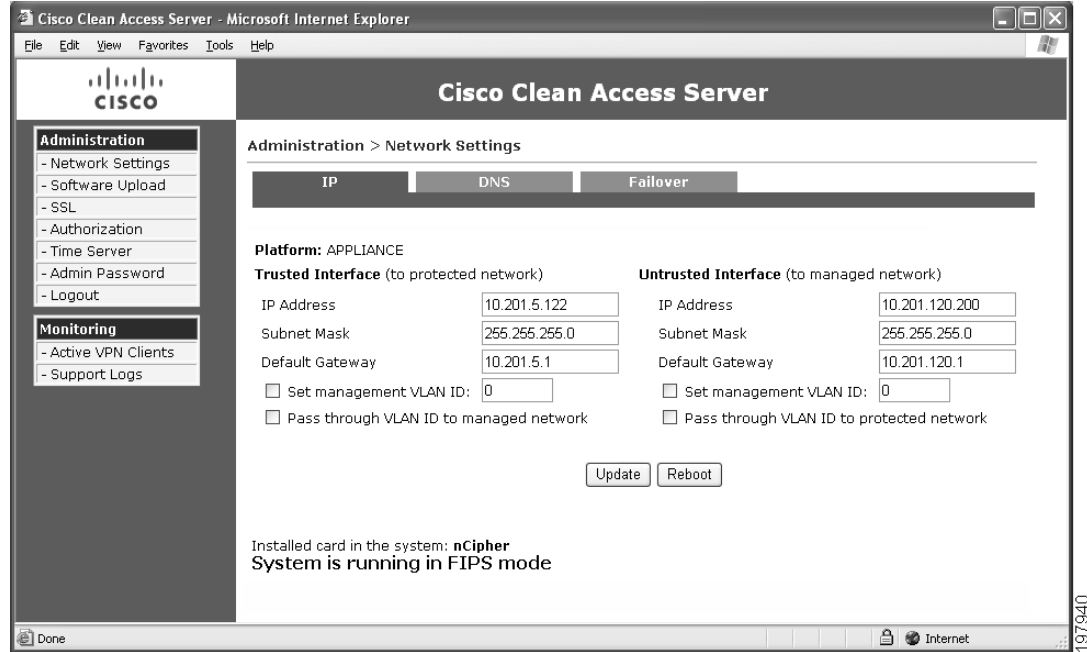 Cisco Clean Access Server - Microsoft Internet Explorer
File Edit View Favorites Tools Help
CISCO
Cisco Clean Access Server
Administration
- Network Settings
- Software Upload
- SSL
- Authorization
- Time Server
- Admin Password
- Logout
Monitoring
- Active VPN Clients
- Support Logs
Administration > Network Settings
IP DNS Failover
Platform: APPLIANCE
Trusted Interface (to protected network)
IP Address 10.201.5.122
Subnet Mask 255.255.255.0
Default Gateway 10.201.5.1
Set management VLAN ID: 0
Pass through VLAN ID to managed network
Untrusted Interface (to managed network)
IP Address 10.201.120.200
Subnet Mask 255.255.255.0
Default Gateway 10.201.120.1
Set management VLAN ID: 0
Pass through VLAN ID to protected network
Update Reboot
Installed card in the system: nCipher
System is running in FIPS mode
Done Internet
197940